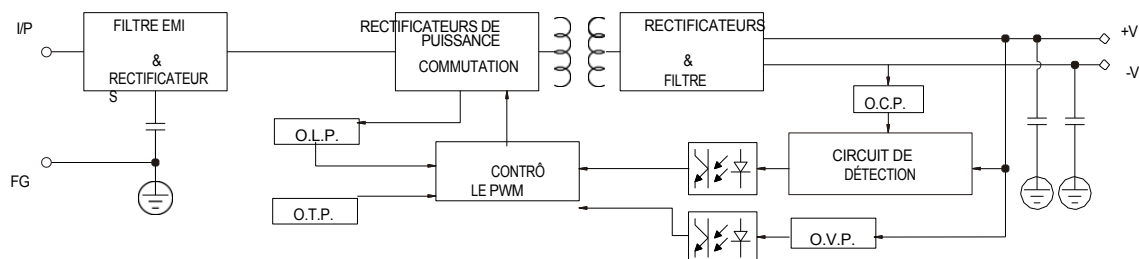 I/P
FILTRE EMI
&
RECTIFICATEUR
S
RECTIFICATEURS DE
PUISSANCE
COMMUTATION
RECTIFICATEURS
&
FILTRE
+V
-V
O.C.P.
O.L.P.
CONTRÔ
LE PWM
CIRCUIT DE
DÉTECTION
FG
O.T.P.
O.V.P.